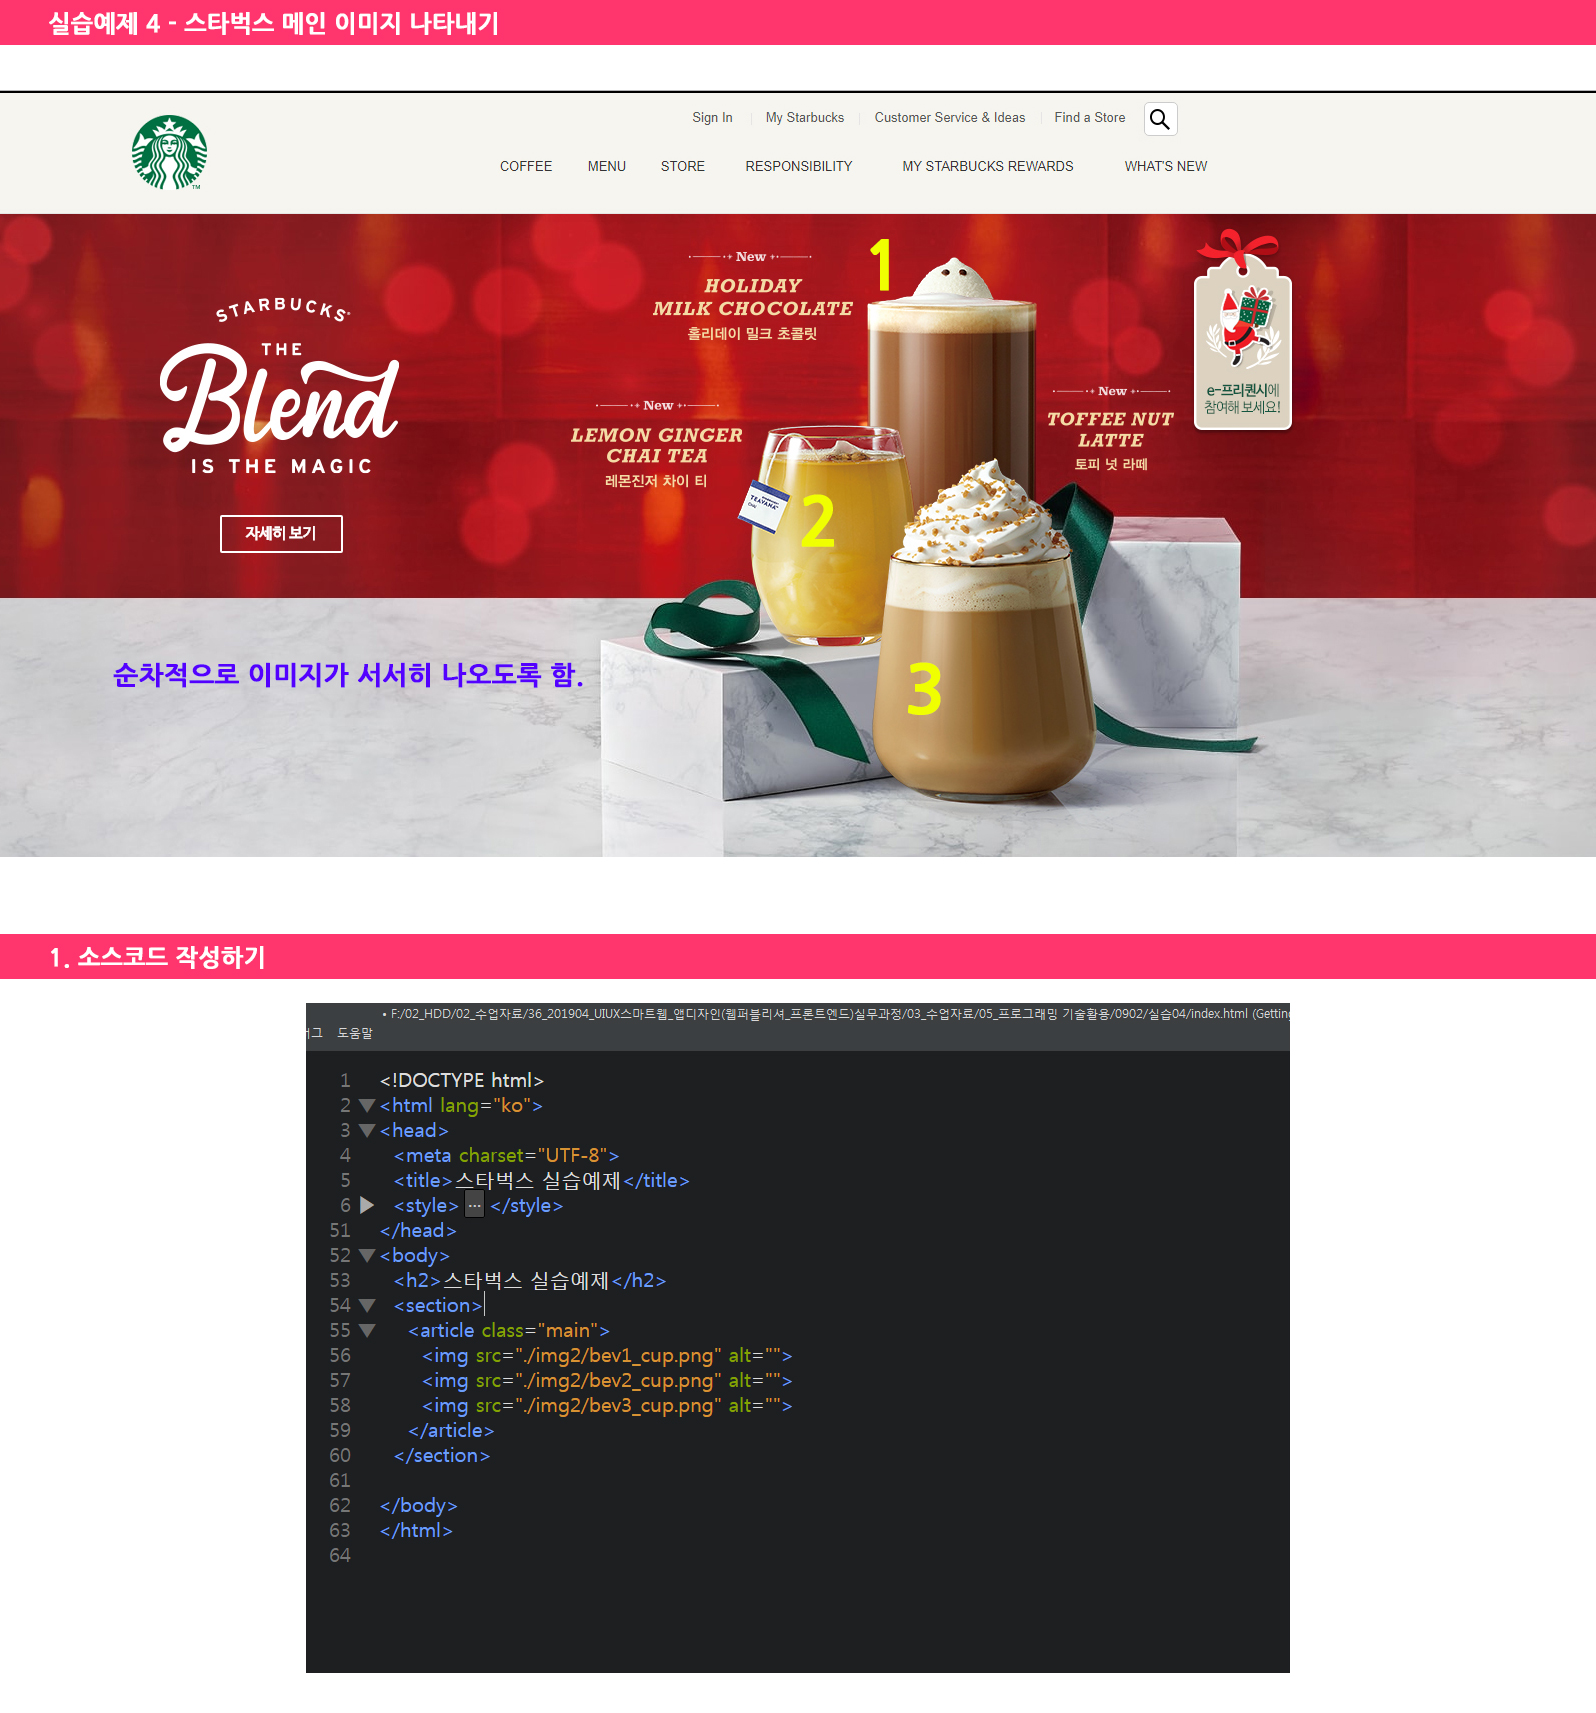 실습예제 4 - 스타벅스 메인 이미지 나타내기
Sign In
My Starbucks
Customer Service & Ideas
Find a Store
COFFEE
MENU
STORE
RESPONSIBILITY
MY STARBUCKS REWARDS
WHAT'S NEW
TM
STARBUCKS
THE
Blend
IS THE MAGIC
자세히 보기
New
HOLIDAY
MILK CHOCOLATE
홀리데이 밀크 초콜릿
1
New
LEMON GINGER
CHAI TEA
레몬진저 차이 티
TEAVANA
2
New
TOFFEE NUT
LATTE
토피 넛 라떼
3
e-프리퀀시에
참여해 보세요!
순차적으로 이미지가 서서히 나오도록 함.
1. 소스코드 작성하기
• F:/02_HDD/02_수업자료/36_201904_UIUX스마트웹_앱디자인(웹퍼블리셔_프론트엔드)실무과정/03_수업자료/05_프로그래밍 기술활용/0902/실습04/index.html (Getting
그 도움말
1 <!DOCTYPE html>
2 <html lang="ko">
3 <head>
4 <meta charset="UTF-8">
5 <title>스타벅스 실습예제</title>
6 <style> ... </style>
51 </head>
52 <body>
53 <h2>스타벅스 실습예제</h2>
54 <section>
55 <article class="main">
56 <img src="./img2/bev1_cup.png" alt="">
57 <img src="./img2/bev2_cup.png" alt="">
58 <img src="./img2/bev3_cup.png" alt="">
59 </article>
60 </section>
61
62 </body>
63 </html>
64